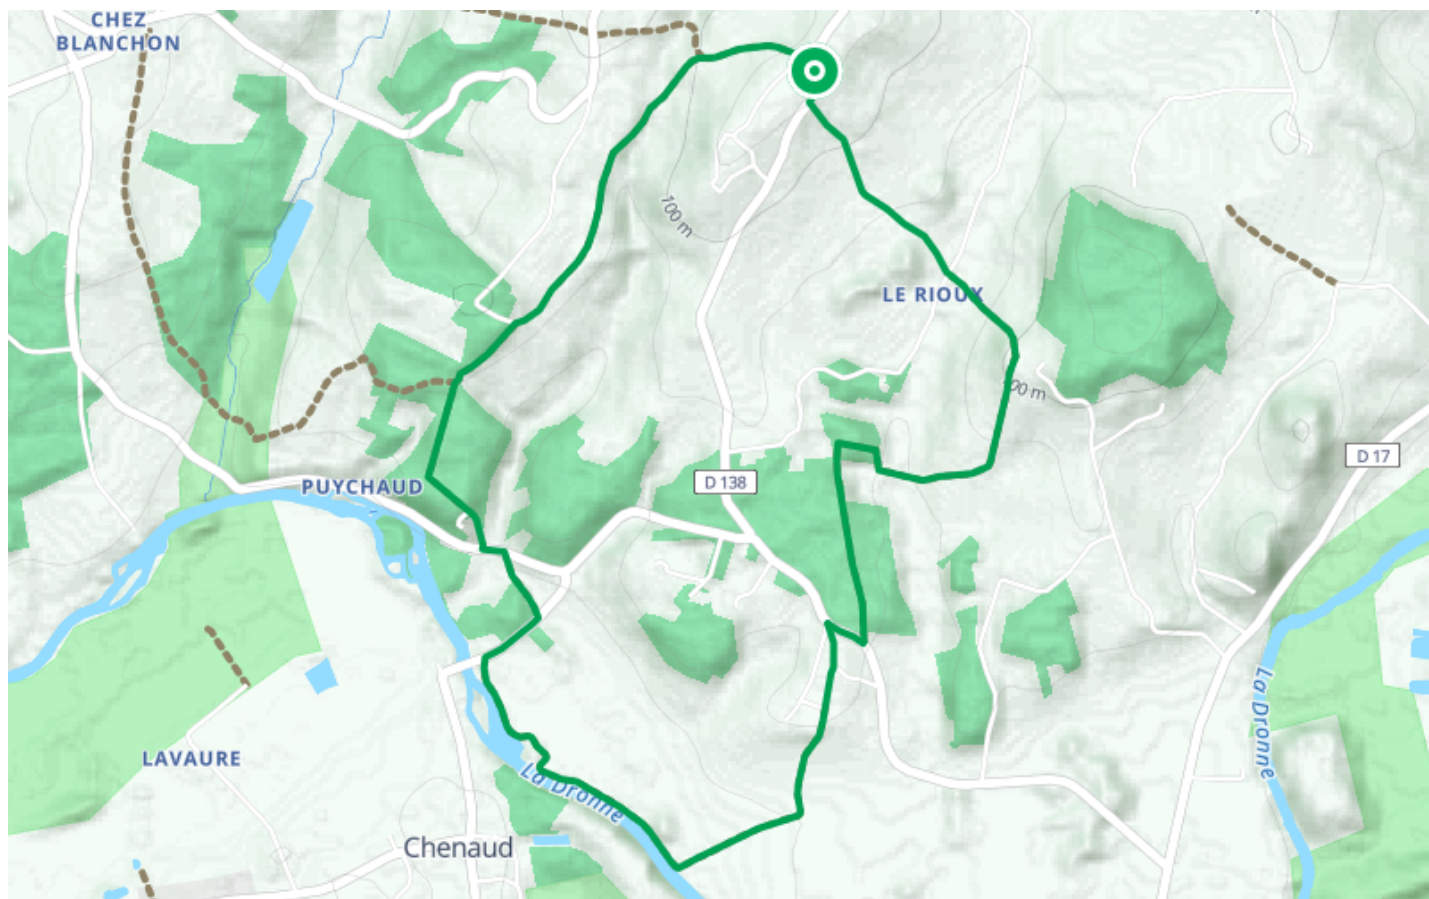 CHEZ
BLANCHON
100 m
LE RIOUX
00 m
D 17
D 138
PUYCHAUD
LAVAURE
La Dronne
La Dronne
Chenaud